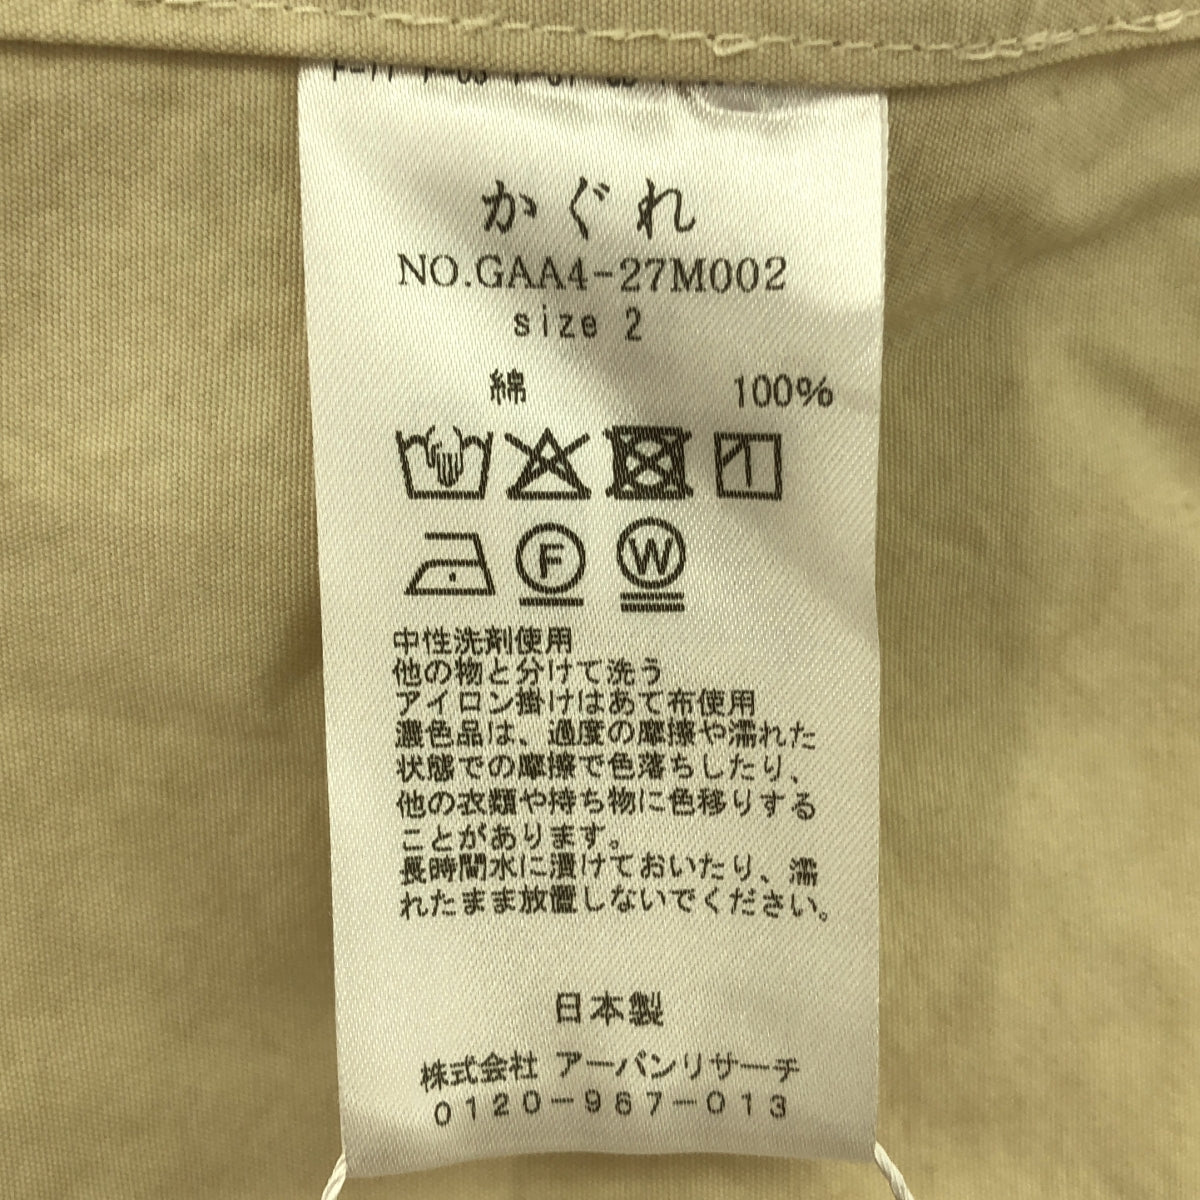 かぐれ
NO.GAA4-27M002
size 2
綿 100%
F W
中性洗剤使用
他の物と分けて洗う
アイロン掛けはあて布使用
濃色品は、過度の摩擦や濡れた
状態での摩擦で色落ちしたり、
他の衣類や持ち物に色移りする
ことがあります。
長時間水に漬けておいたり、濡
れたまま放置しないでください。
日本製
株式会社 アーバンリサーチ
0120-967-013